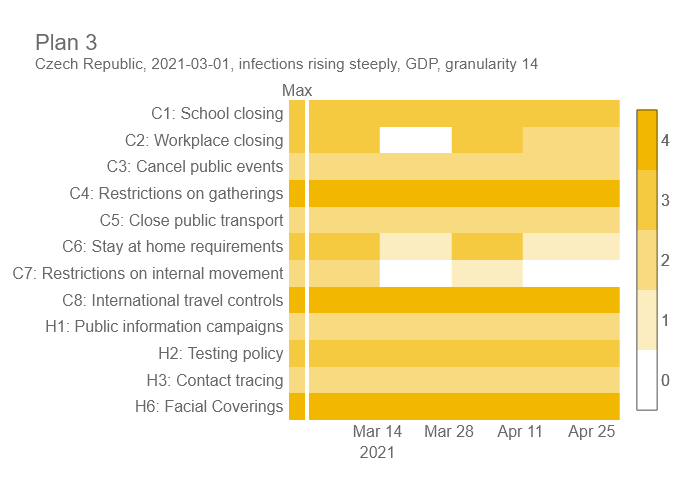 Plan 3
Czech Republic, 2021-03-01, infections rising steeply, GDP, granularity 14
Max
C1: School closing
C2: Workplace closing
C3: Cancel public events
C4: Restrictions on gatherings
C5: Close public transport
C6: Stay at home requirements
C7: Restrictions on internal movement
C8: International travel controls
H1: Public information campaigns
H2: Testing policy
H3: Contact tracing
H6: Facial Coverings
4
3
2
1
0
Mar 14 Mar 28 Apr 11 Apr 25
2021